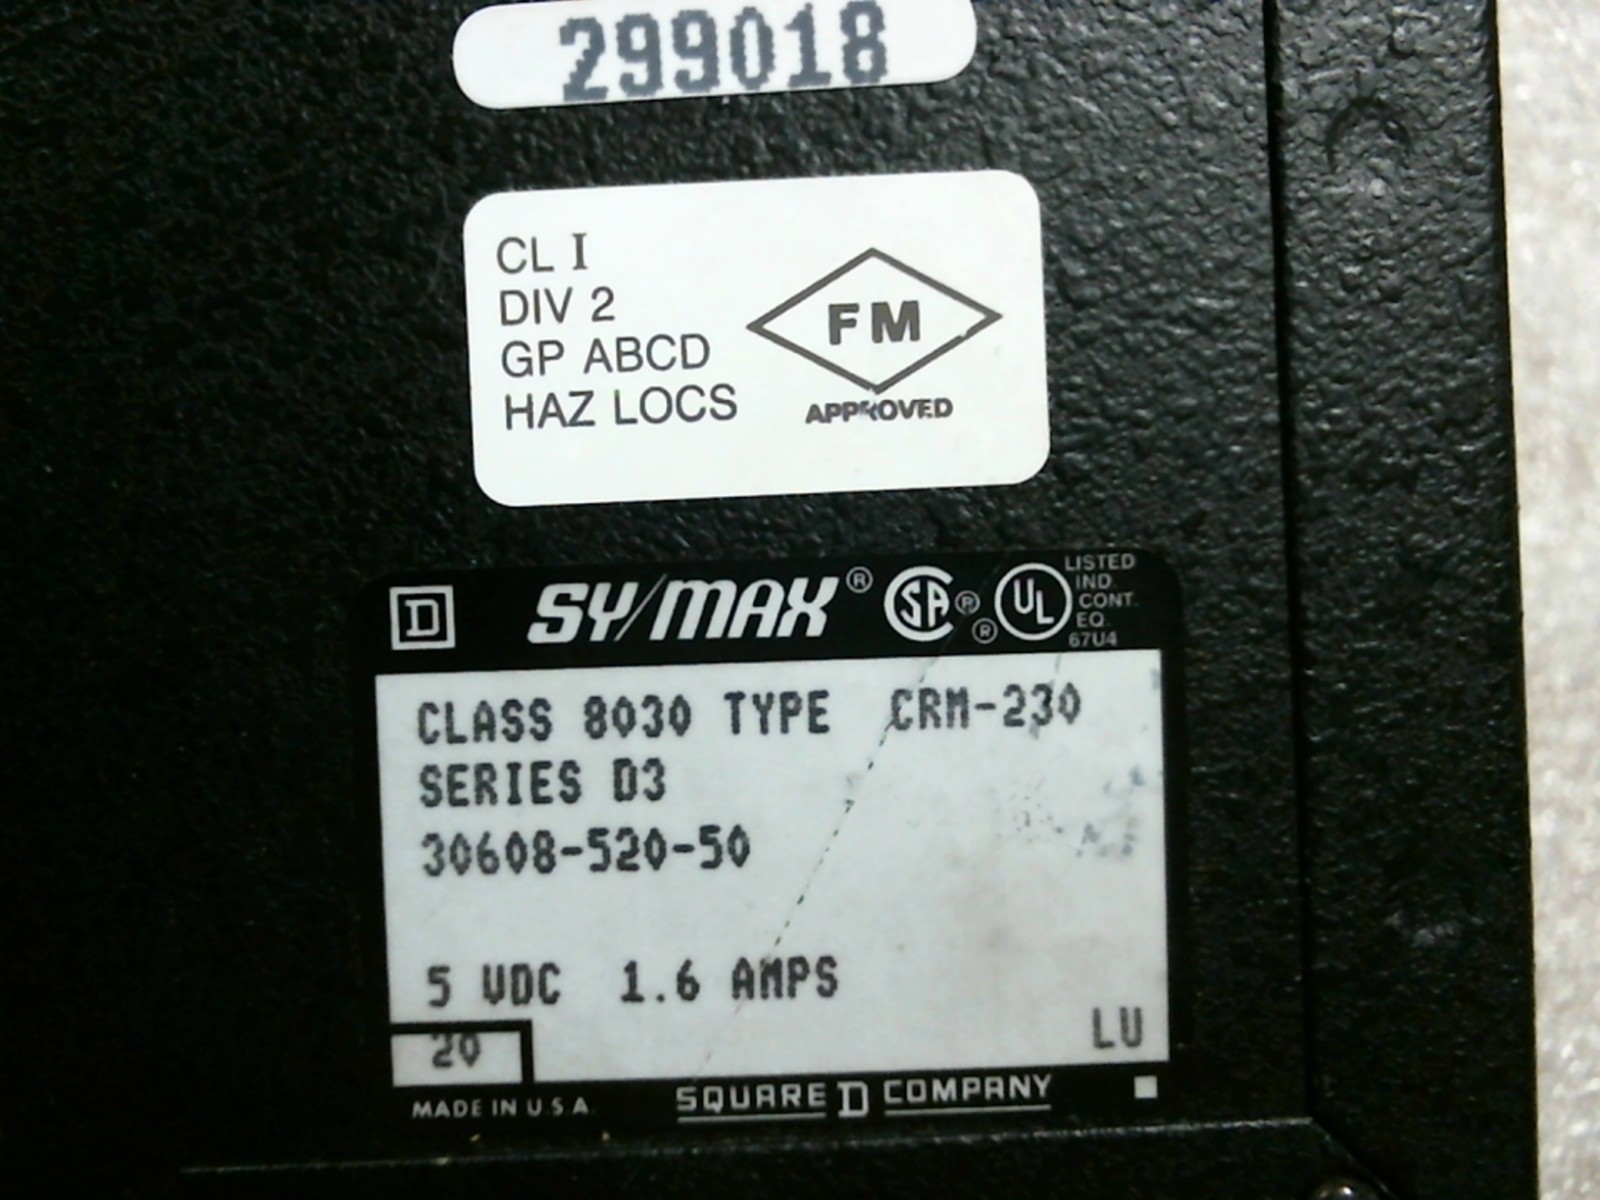 299018
CL I
DIV 2
GP ABCD
HAZ LOCS
FM
APPROVED
D SY/MAX® SA® ® UL
LISTED
IND.
CONT.
EQ.
67U4
CLASS 8030 TYPE CRM-230
SERIES D3
30608-520-50
5 VDC 1.6 AMPS
20
LU
MADE IN U.S.A.
SQUARE D COMPANY